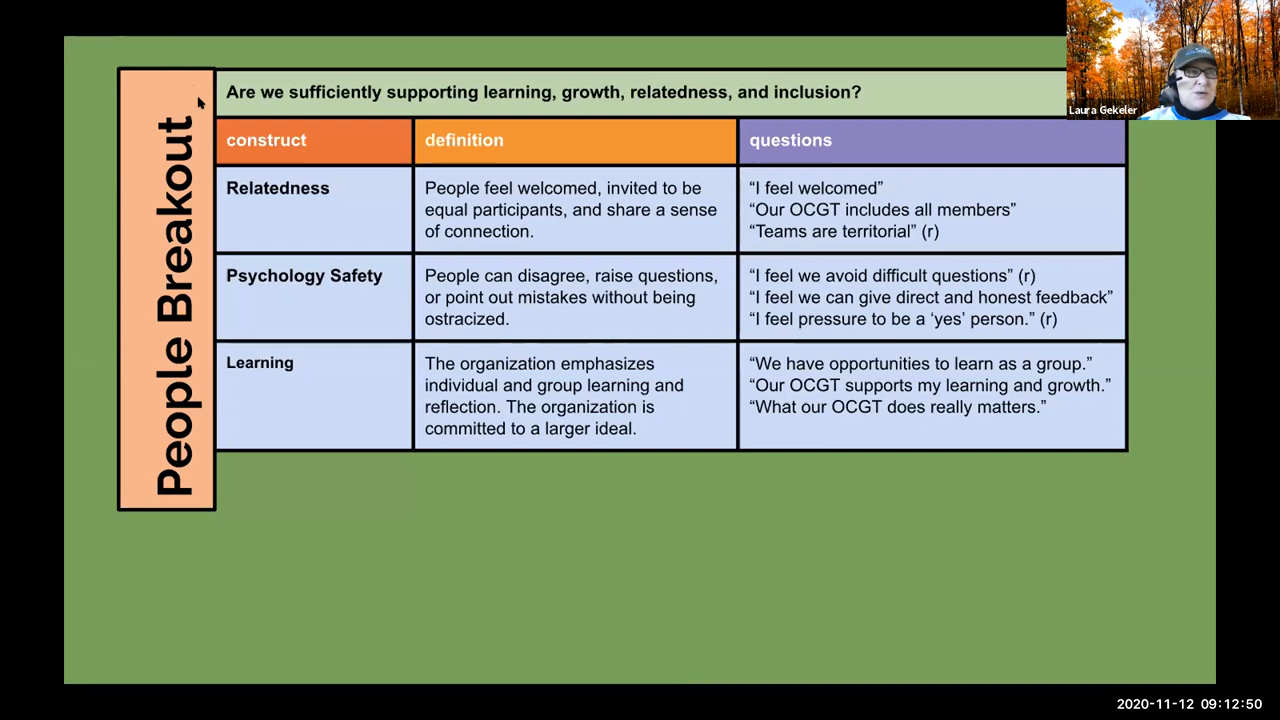 People Breakout
Are we sufficiently supporting learning, growth, relatedness, and inclusion?
construct
definition
questions
Relatedness
People feel welcomed, invited to be
equal participants, and share a sense
of connection.
“I feel welcomed”
“Our OCGT includes all members”
“Teams are territorial” (r)
Psychology Safety
People can disagree, raise questions,
or point out mistakes without being
ostracized.
“I feel we avoid difficult questions” (r)
“I feel we can give direct and honest feedback”
“I feel pressure to be a ‘yes’ person.” (r)
Learning
The organization emphasizes
individual and group learning and
reflection. The organization is
committed to a larger ideal.
“We have opportunities to learn as a group.”
“Our OCGT supports my learning and growth.”
“What our OCGT does really matters.”
Laura Gekeler
2020-11-12 09:12:50